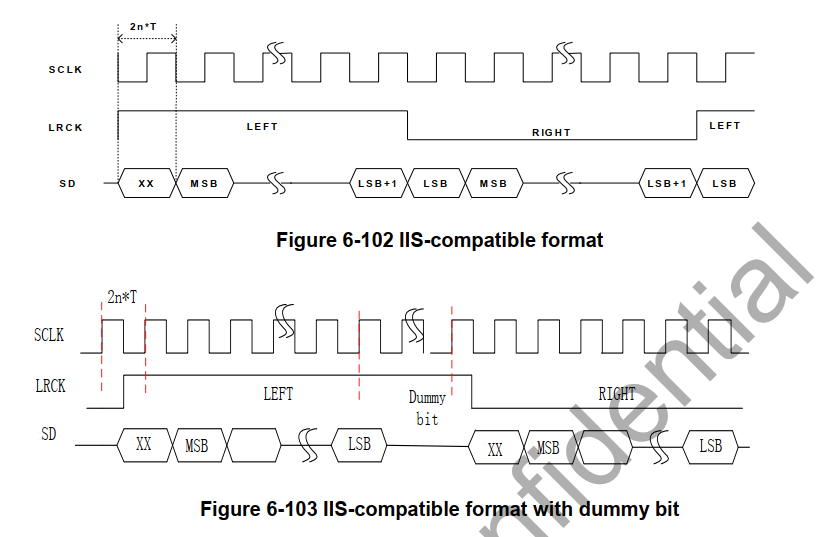 2n*T
SCLK
LRCK LEFT RIGHT LEFT
SD XX MSB LSB+1 LSB MSB LSB+1 LSB
Figure 6-102 IIS-compatible format
2n*T
SCLK
LRCK LEFT Dummy bit RIGHT
SD XX MSB LSB XX MSB LSB
Figure 6-103 IIS-compatible format with dummy bit
nfidential